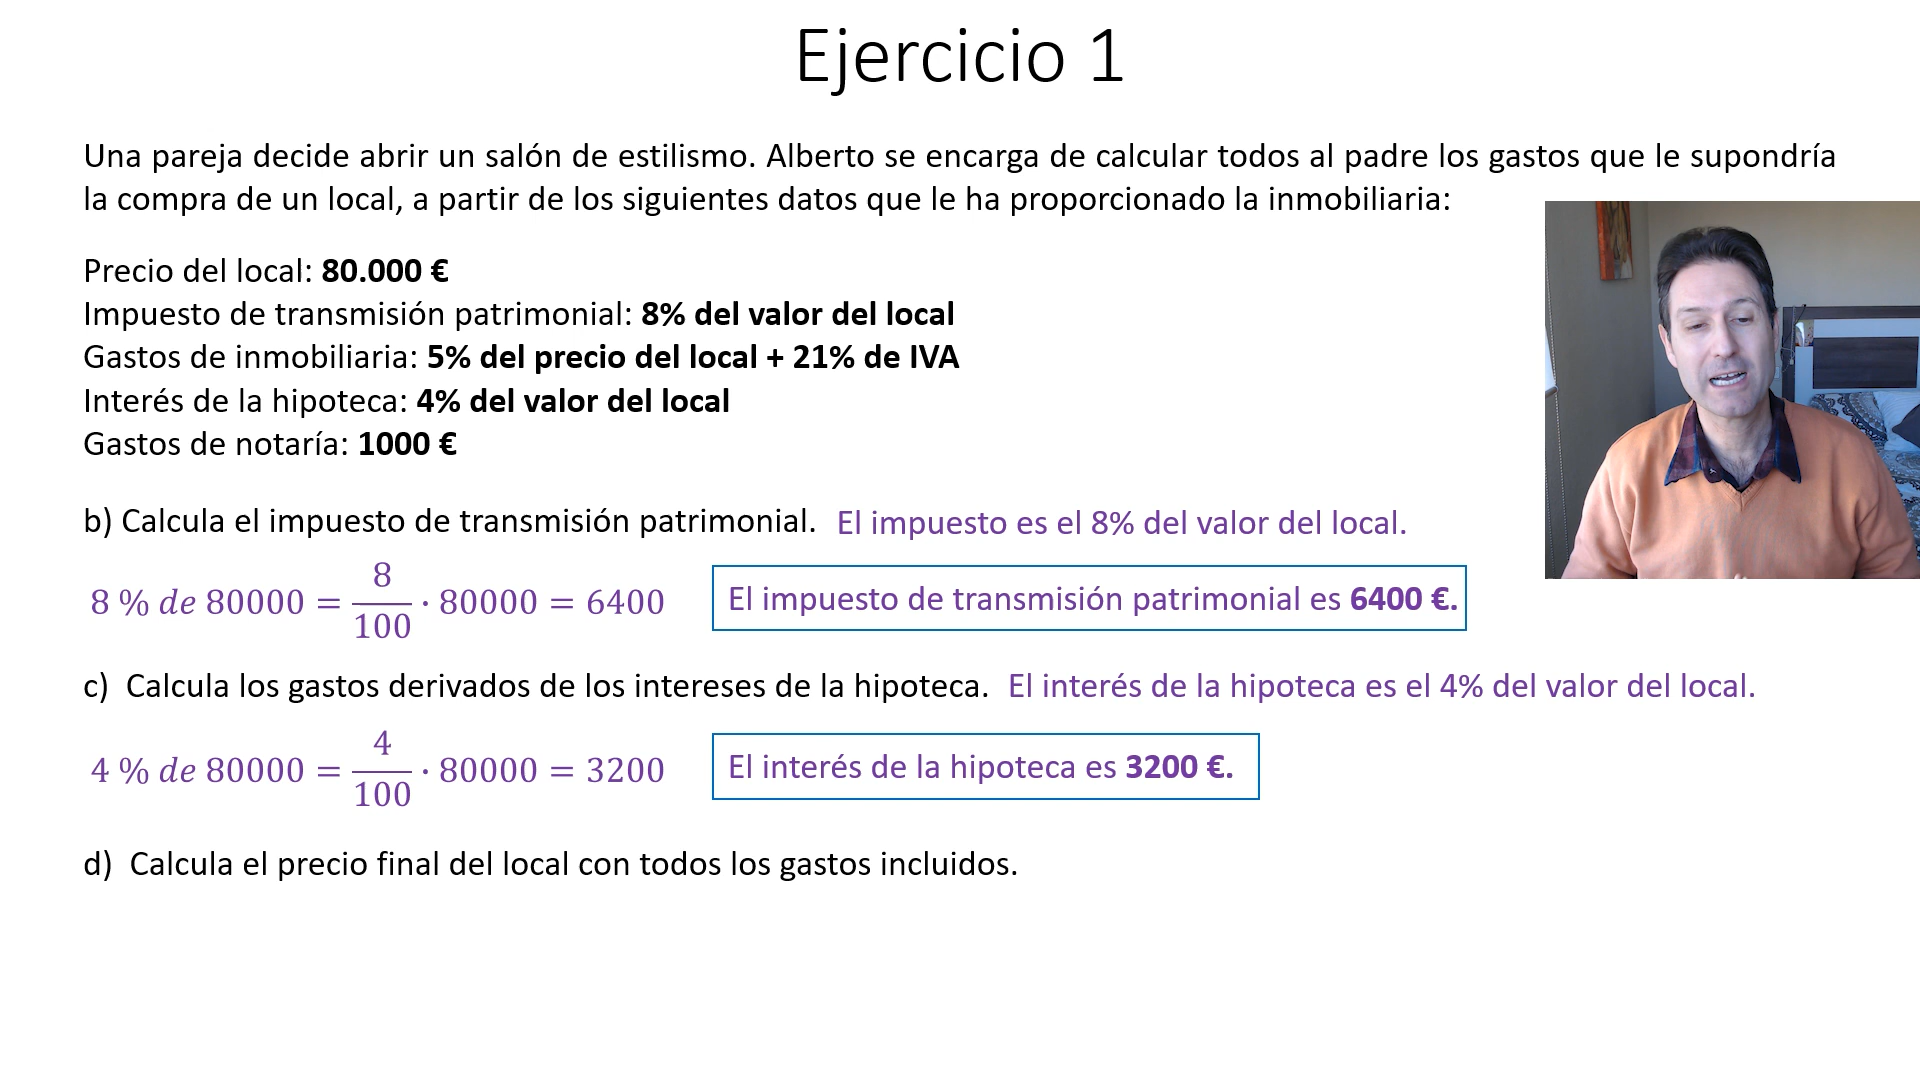 Ejercicio 1
Una pareja decide abrir un salón de estilismo. Alberto se encarga de calcular todos al padre los gastos que le supondría
la compra de un local, a partir de los siguientes datos que le ha proporcionado la inmobiliaria:
Precio del local: 80.000 €
Impuesto de transmisión patrimonial: 8% del valor del local
Gastos de inmobiliaria: 5% del precio del local + 21% de IVA
Interés de la hipoteca: 4% del valor del local
Gastos de notaría: 1000 €
b) Calcula el impuesto de transmisión patrimonial. El impuesto es el 8% del valor del local.
8 % de 80000 = 8/100 · 80000 = 6400 El impuesto de transmisión patrimonial es 6400 €.
c) Calcula los gastos derivados de los intereses de la hipoteca. El interés de la hipoteca es el 4% del valor del local.
4 % de 80000 = 4/100 · 80000 = 3200 El interés de la hipoteca es 3200 €.
d) Calcula el precio final del local con todos los gastos incluidos.